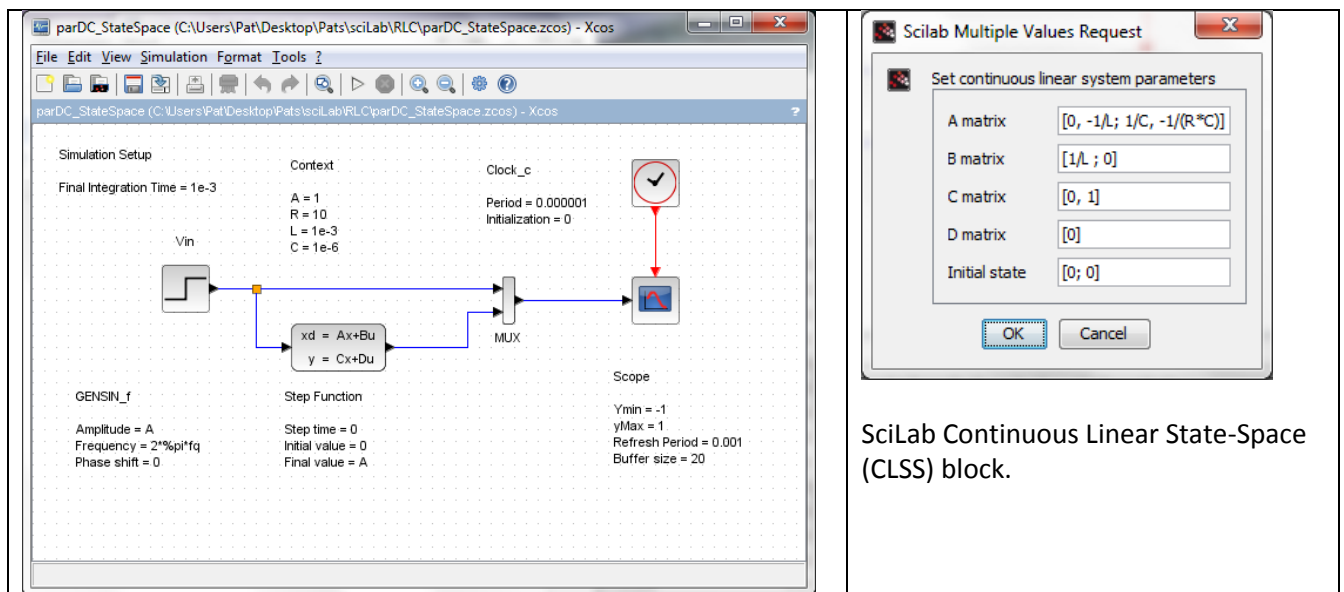 parDC_StateSpace (C:\Users\Pat\Desktop\Pats\sciLab\RLC\parDC_StateSpace.zcos) - Xcos
File Edit View Simulation Format Tools ?
parDC_StateSpace (C:\Users\Pat\Desktop\Pats\sciLab\RLC\parDC_StateSpace.zcos) - Xcos ?
Simulation Setup
Final Integration Time = 1e-3
Context
A = 1
R = 10
L = 1e-3
C = 1e-6
Clock_c
Period = 0.000001
Initialization = 0
Vin
xd = Ax+Bu
y = Cx+Du
MUX
GENSIN_f
Amplitude = A
Frequency = 2*%pi*fq
Phase shift = 0
Step Function
Step time = 0
Initial value = 0
Final value = A
Scope
Ymin = -1
yMax = 1
Refresh Period = 0.001
Buffer size = 20
Scilab Multiple Values Request
Set continuous linear system parameters
A matrix [0, -1/L; 1/C, -1/(R*C)]
B matrix [1/L ; 0]
C matrix [0, 1]
D matrix [0]
Initial state [0; 0]
OK Cancel
SciLab Continuous Linear State-Space
(CLSS) block.